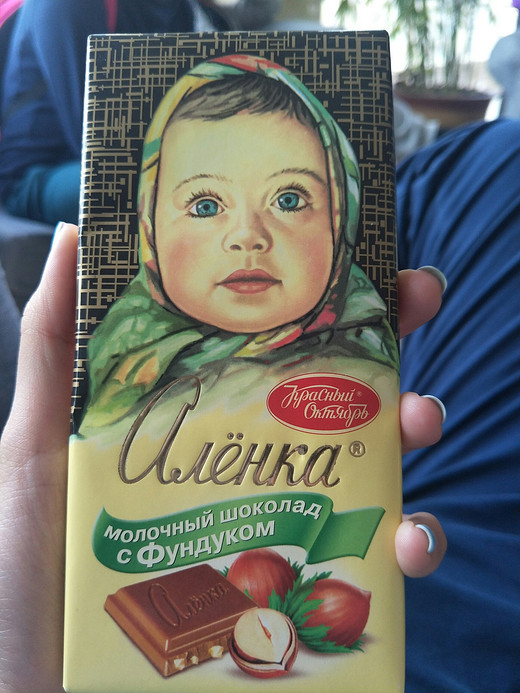 Красный®
Октябрь
Алёнка®
молочный шоколад
с Фундуком
Алёнка